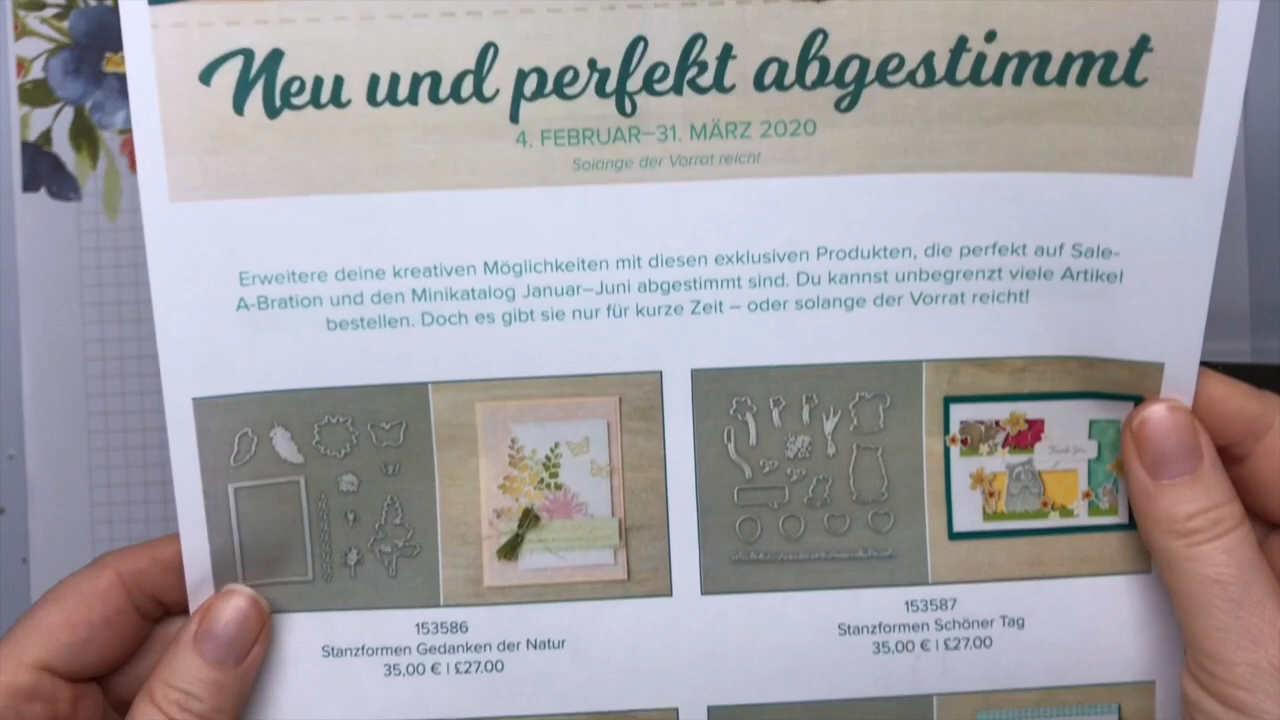 Neu und perfekt abgestimmt
4. FEBRUAR–31. MÄRZ 2020
Solange der Vorrat reicht
Erweitere deine kreativen Möglichkeiten mit diesen exklusiven Produkten, die perfekt auf Sale-
A-Bration und den Minikatalog Januar–Juni abgestimmt sind. Du kannst unbegrenzt viele Artikel
bestellen. Doch es gibt sie nur für kurze Zeit – oder solange der Vorrat reicht!
Thank You
153586
Stanzformen Gedanken der Natur
35,00 € | £27.00
153587
Stanzformen Schöner Tag
35,00 € | £27.00